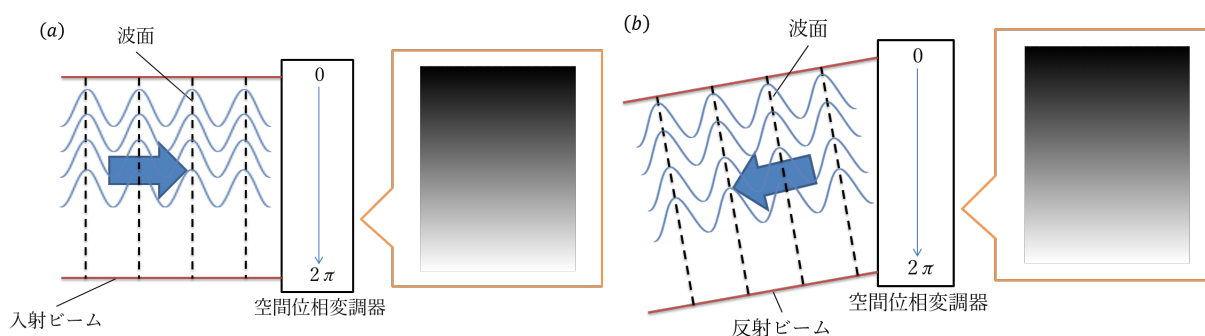 (a)
波面
0
2π
空間位相変調器
入射ビーム
(b)
波面
0
2π
空間位相変調器
反射ビーム